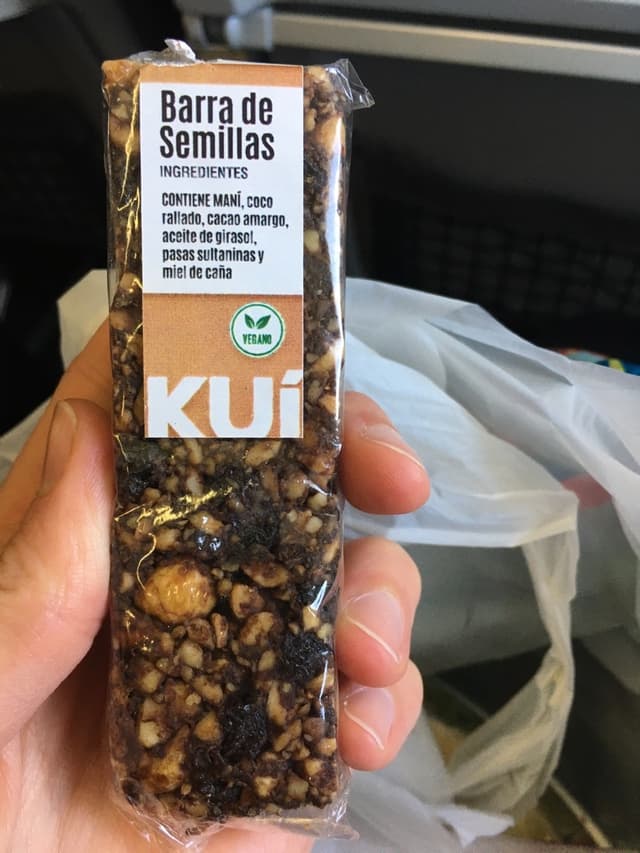 Barra de
Semillas
INGREDIENTES
CONTIENE MANÍ, coco
rallado, cacao amargo,
aceite de girasol,
pasas sultaninas y
miel de caña
VEGANO
KUÍ